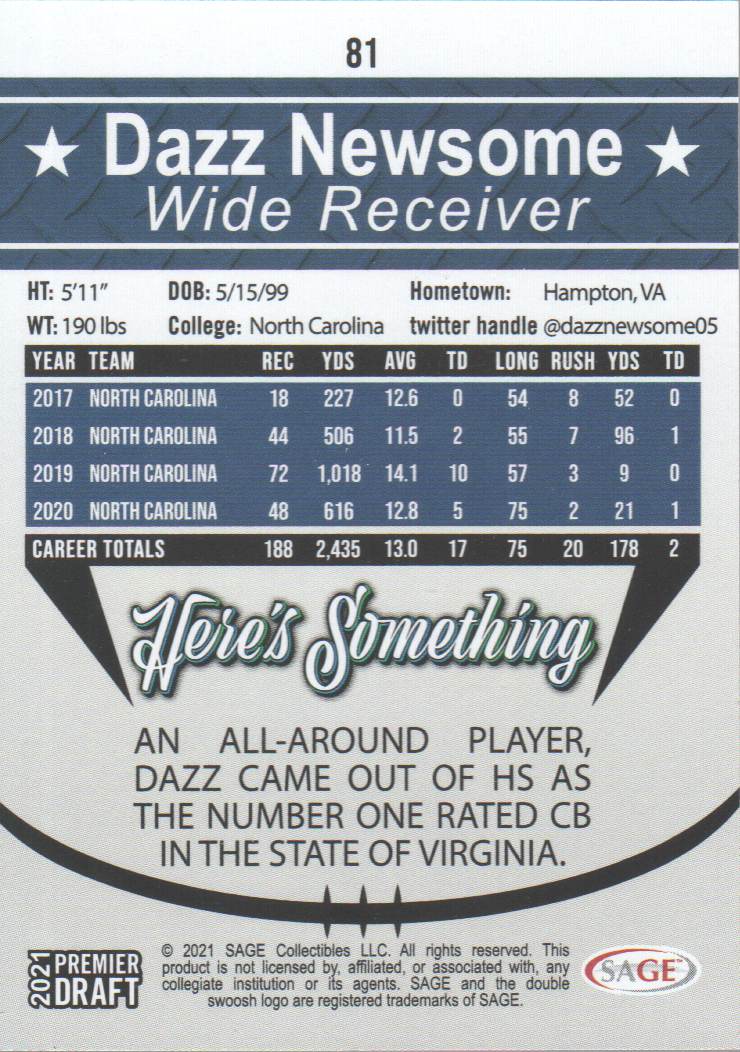 81
Dazz Newsome
Wide Receiver
HT: 5'11" DOB: 5/15/99 Hometown: Hampton, VA
WT: 190 lbs College: North Carolina twitter handle @dazznewsome05
YEAR TEAM REC YDS AVG TD LONG RUSH YDS TD
2017 NORTH CAROLINA 18 227 12.6 0 54 8 52 0
2018 NORTH CAROLINA 44 506 11.5 2 55 7 96 1
2019 NORTH CAROLINA 72 1,018 14.1 10 57 3 9 0
2020 NORTH CAROLINA 48 616 12.8 5 75 2 21 1
CAREER TOTALS 188 2,435 13.0 17 75 20 178 2
Here's Something
AN ALL-AROUND PLAYER,
DAZZ CAME OUT OF HS AS
THE NUMBER ONE RATED CB
IN THE STATE OF VIRGINIA.
2021 PREMIER
DRAFT
© 2021 SAGE Collectibles LLC. All rights reserved. This
product is not licensed by, affiliated, or associated with, any
collegiate institution or its agents. SAGE and the double
swoosh logo are registered trademarks of SAGE.
SAGE™